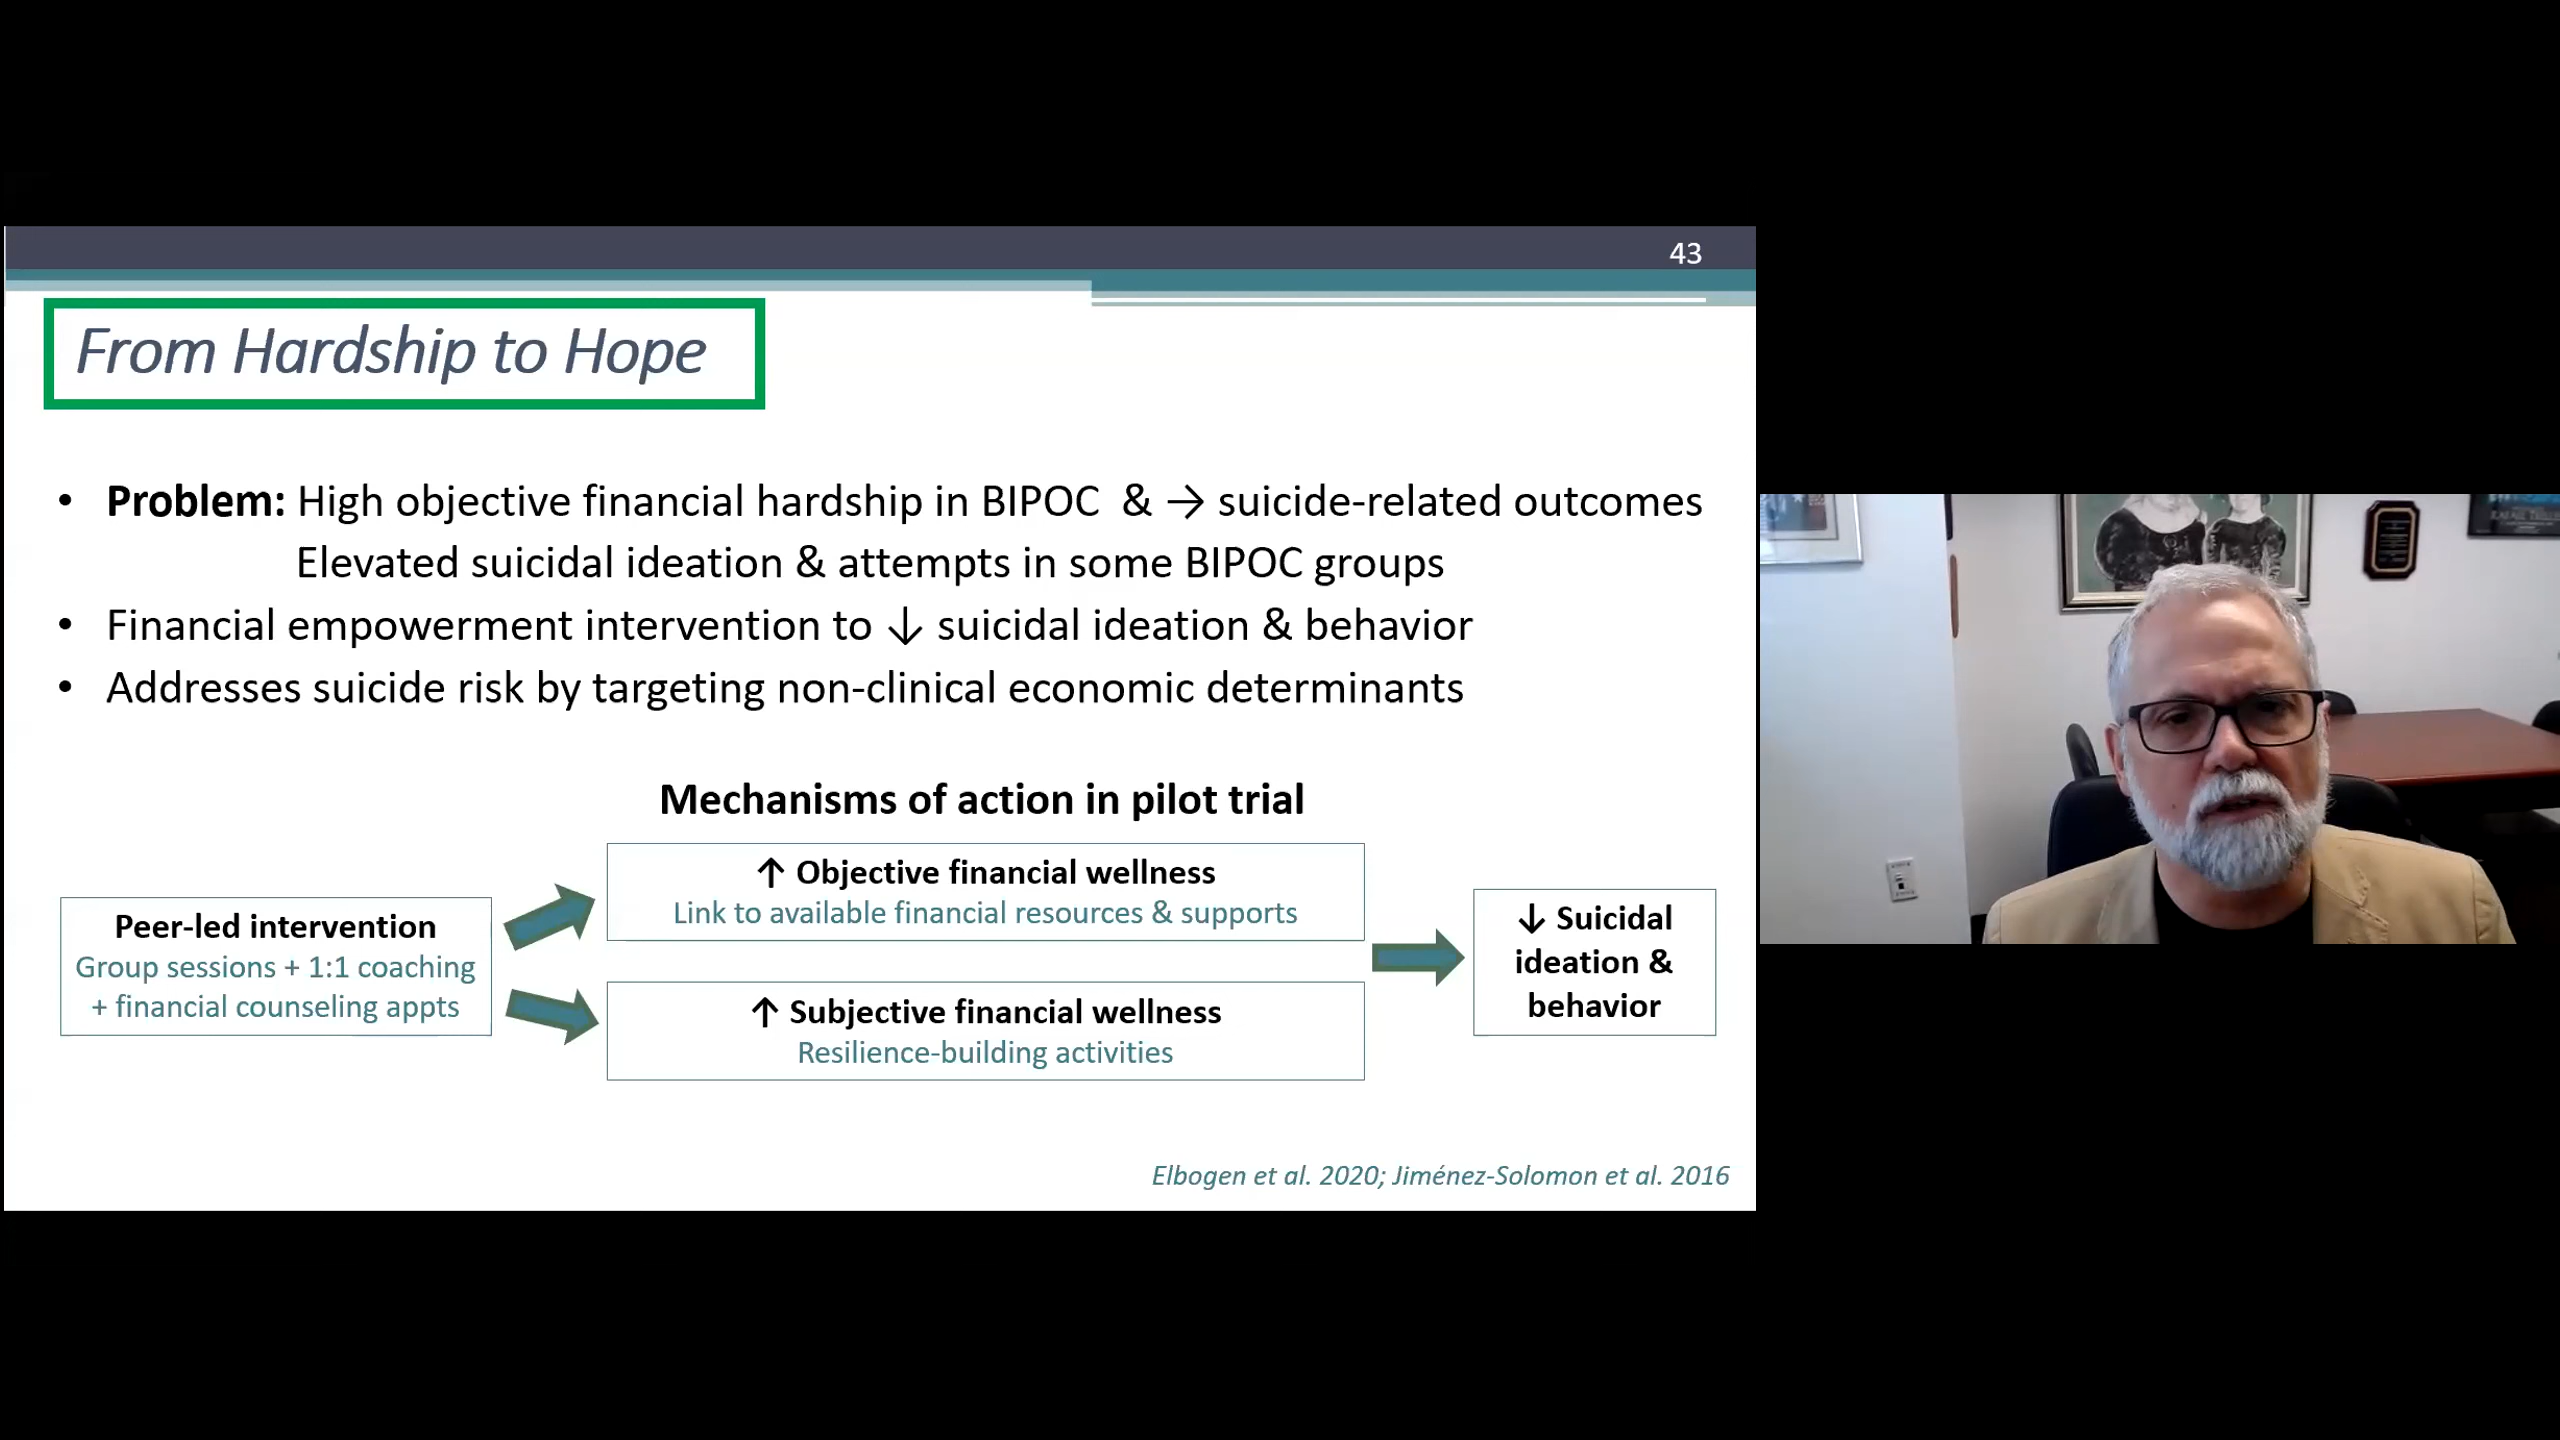 43
From Hardship to Hope
• Problem: High objective financial hardship in BIPOC & → suicide-related outcomes
Elevated suicidal ideation & attempts in some BIPOC groups
• Financial empowerment intervention to ↓ suicidal ideation & behavior
• Addresses suicide risk by targeting non-clinical economic determinants
Mechanisms of action in pilot trial
Peer-led intervention
Group sessions + 1:1 coaching
+ financial counseling appts
↑ Objective financial wellness
Link to available financial resources & supports
↑ Subjective financial wellness
Resilience-building activities
↓ Suicidal
ideation &
behavior
Elbogen et al. 2020; Jiménez-Solomon et al. 2016